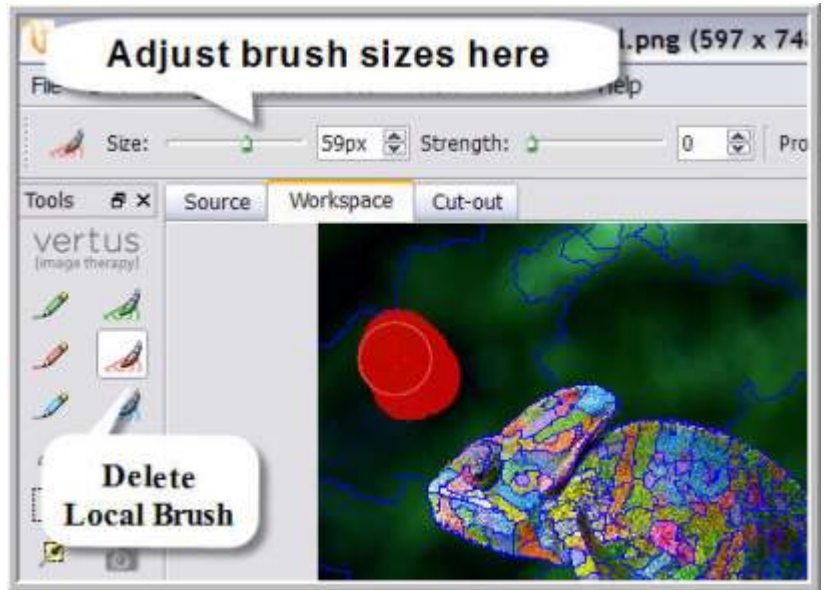 Adjust brush sizes here
l.png (597 x 74
File
Help
Size:
59px
Strength:
0
Pro
Tools
Source
Workspace
Cut-out
vertus
[image therapy]
Delete
Local Brush